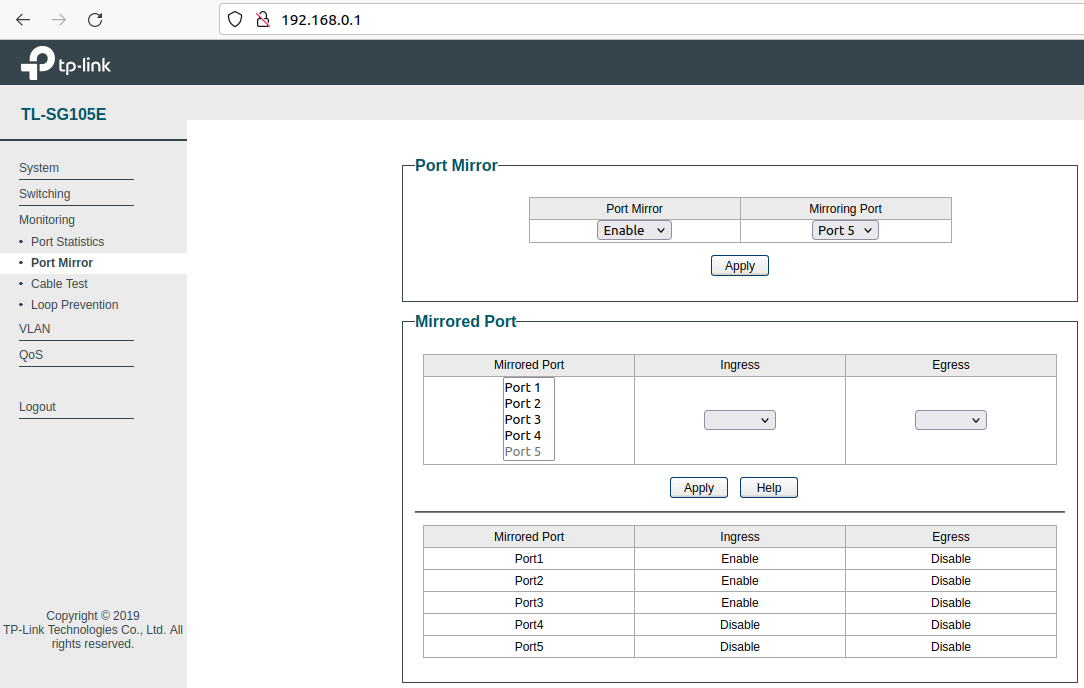 192.168.0.1
tp-link
TL-SG105E
System
Switching
Monitoring
• Port Statistics
• Port Mirror
• Cable Test
• Loop Prevention
VLAN
QoS
Logout
Copyright © 2019
TP-Link Technologies Co., Ltd. All
rights reserved.
Port Mirror
Port Mirror Mirroring Port
Enable Port 5
Apply
Mirrored Port
Mirrored Port Ingress Egress
Port 1
Port 2
Port 3
Port 4
Port 5
Apply Help
Mirrored Port Ingress Egress
Port1 Enable Disable
Port2 Enable Disable
Port3 Enable Disable
Port4 Disable Disable
Port5 Disable Disable